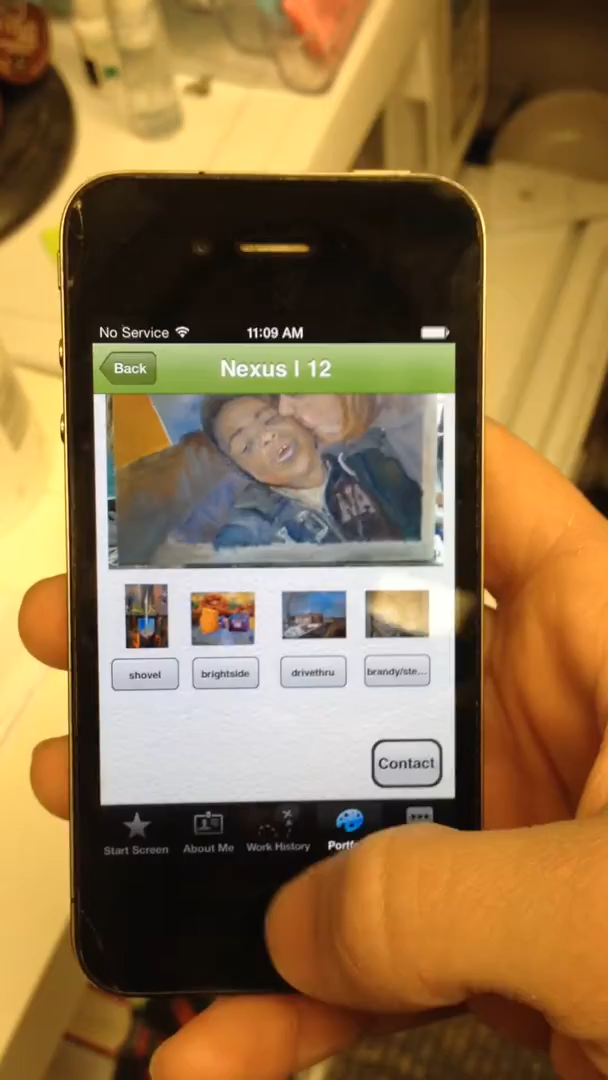 No Service 11:09 AM
Back Nexus | 12
NA
shovel brightside drivethru brandy/ste...
Contact
Start Screen About Me Work History